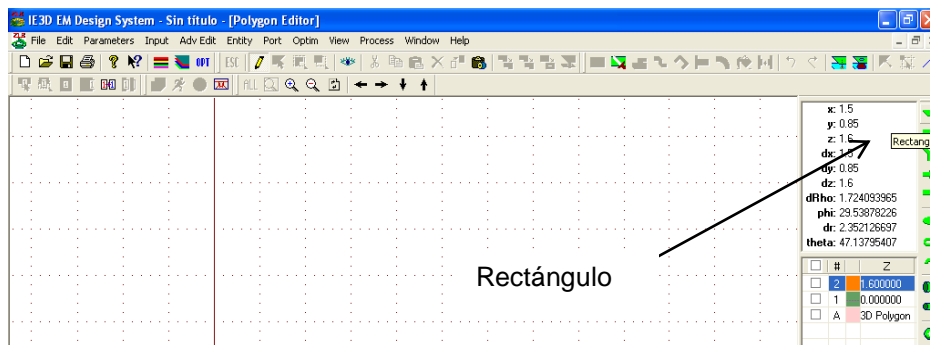 IE3D EM Design System - Sin título - [Polygon Editor]
File Edit Parameters Input Adv Edit Entity Port Optim View Process Window Help
OPT ESC
ALL
x: 1.5
y: 0.85
z: 1.6
Rectang
dx: 1.5
dy: 0.85
dz: 1.6
dRho: 1.724093965
phi: 29.53878226
dr: 2.352126697
theta: 47.13795407
Rectángulo
# Z
2 1.600000
1 0.000000
A 3D Polygon